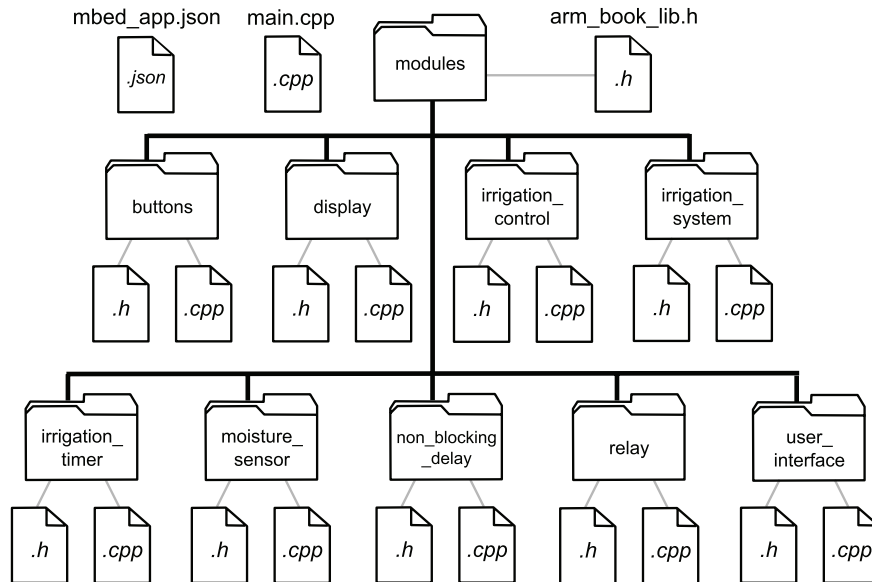 mbed_app.json
main.cpp
arm_book_lib.h
.json
.cpp
modules
.h
buttons
display
irrigation_
control
irrigation_
system
.h
.cpp
.h
.cpp
.h
.cpp
.h
.cpp
irrigation_
timer
moisture_
sensor
non_blocking
_delay
relay
user_
interface
.h
.cpp
.h
.cpp
.h
.cpp
.h
.cpp
.h
.cpp